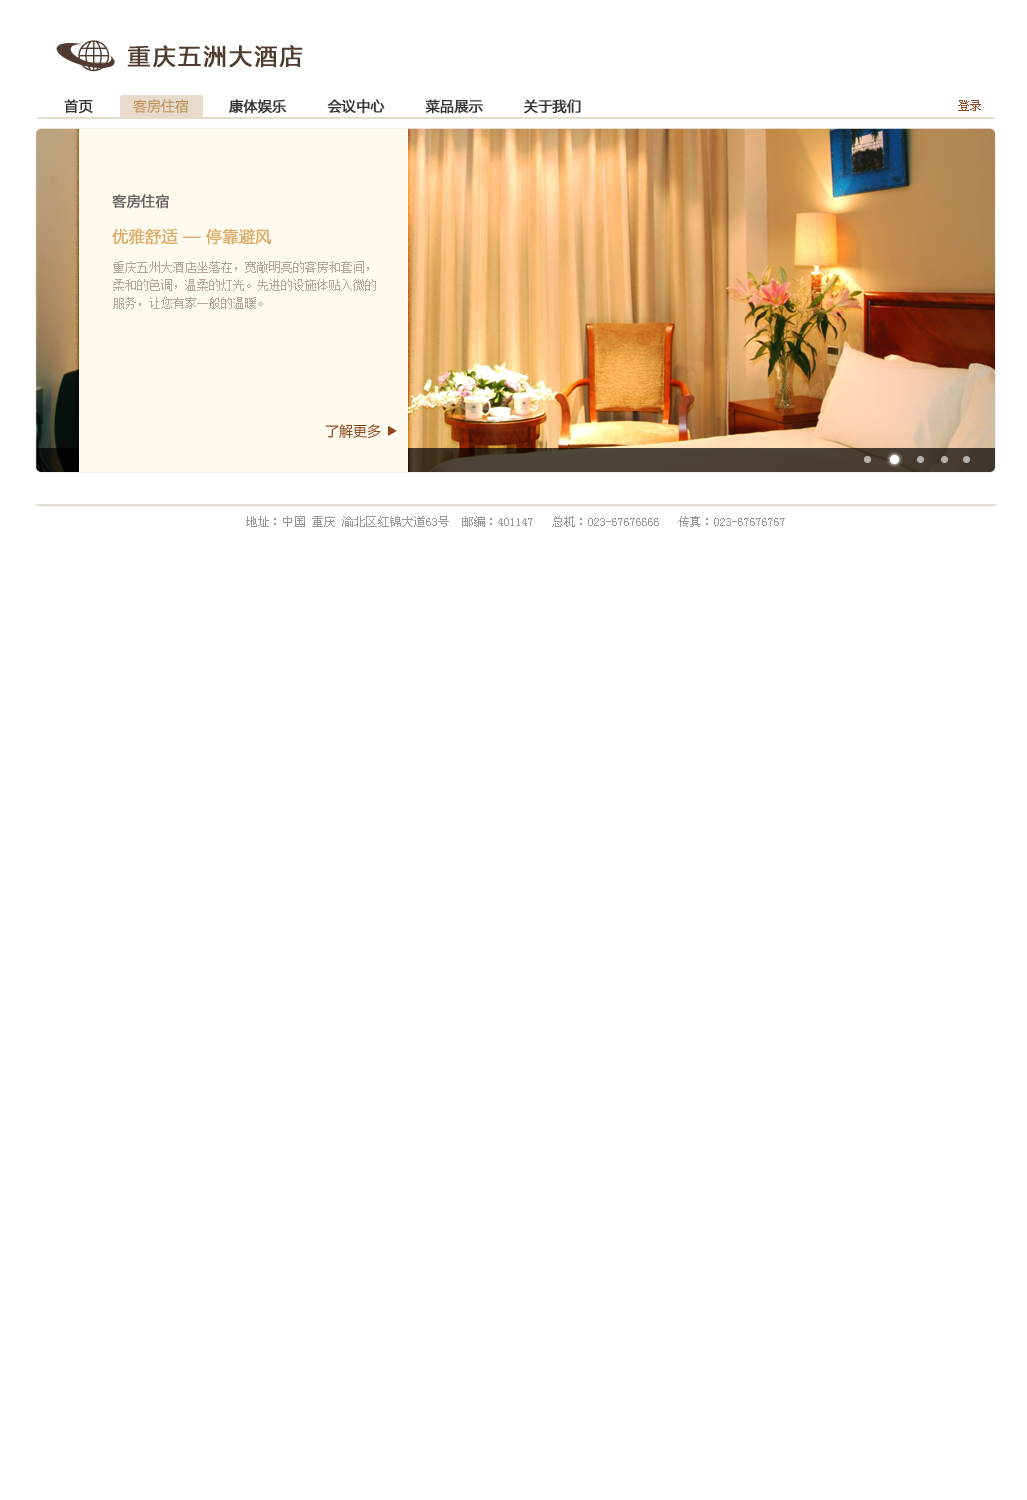 重庆五洲大酒店
首页 客房住宿 康体娱乐 会议中心 菜品展示 关于我们 登录
客房住宿
优雅舒适 — 停靠避风
重庆五州大酒店坐落在，宽敞明亮的客房和套间，
柔和的色调，温柔的灯光。先进的设施体贴入微的
服务，让您有家一般的温暖。
了解更多
地址：中国 重庆 渝北区红锦大道63号 邮编：401147 总机：023-67676666 传真：023-67676767